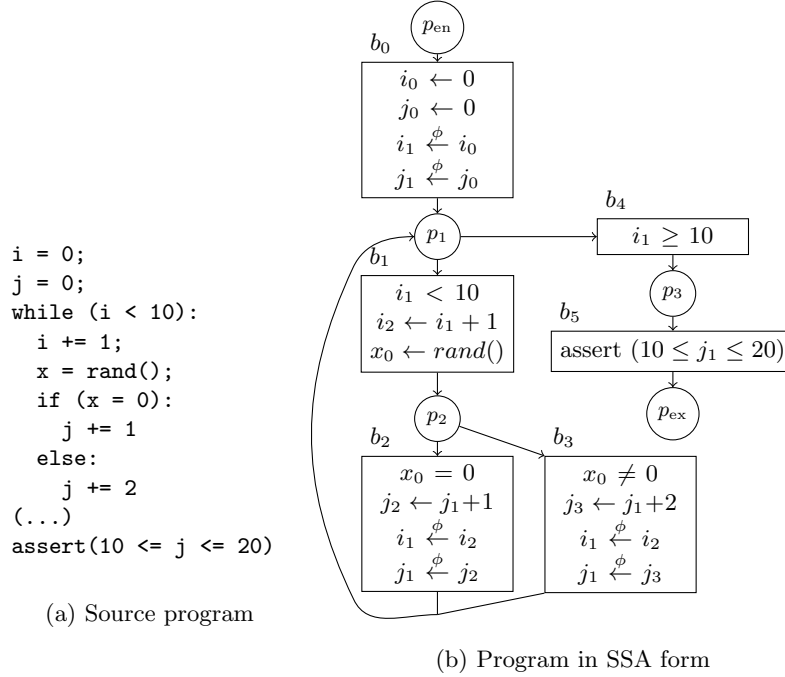 i = 0;
j = 0;
while (i < 10):
  i += 1;
  x = rand();
  if (x = 0):
    j += 1
  else:
    j += 2
(...)
assert(10 <= j <= 20)
(a) Source program
p_en
b_0
i_0 ← 0
j_0 ← 0
i_1 ←^ϕ i_0
j_1 ←^ϕ j_0
p_1
b_1
i_1 < 10
i_2 ← i_1 + 1
x_0 ← rand()
p_2
b_2
x_0 = 0
j_2 ← j_1+1
i_1 ←^ϕ i_2
j_1 ←^ϕ j_2
b_3
x_0 ≠ 0
j_3 ← j_1+2
i_1 ←^ϕ i_2
j_1 ←^ϕ j_3
b_4
i_1 ≥ 10
p_3
b_5
assert (10 ≤ j_1 ≤ 20)
p_ex
(b) Program in SSA form